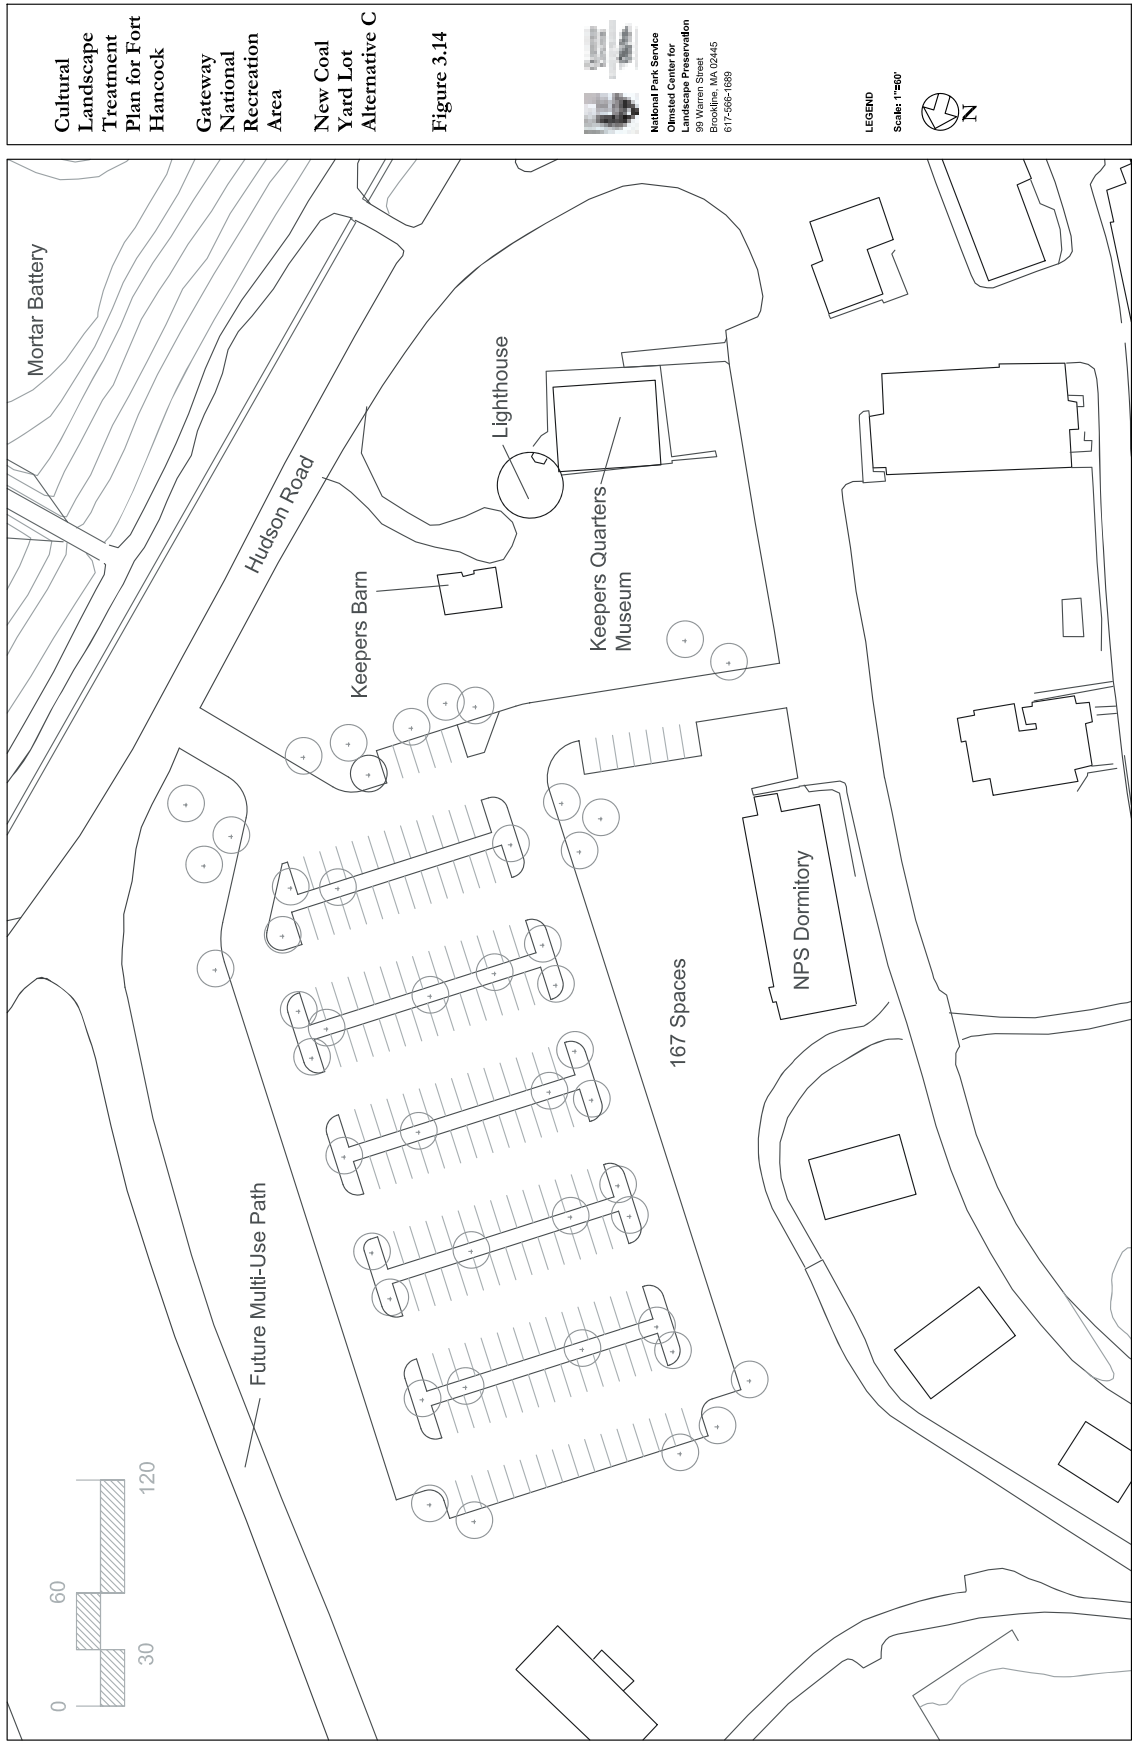 Cultural
Landscape
Treatment
Plan for Fort
Hancock
Gateway
National
Recreation
Area
New Coal
Yard Lot
Alternative C
Figure 3.14
National Park Service
Olmsted Center for
Landscape Preservation
99 Warren Street
Brookline, MA 02445
617-566-1689
LEGEND
Scale: 1"=60'
N
Mortar Battery
Hudson Road
Lighthouse
Keepers Barn
Keepers Quarters
Museum
NPS Dormitory
167 Spaces
Future Multi-Use Path
0
30
60
120